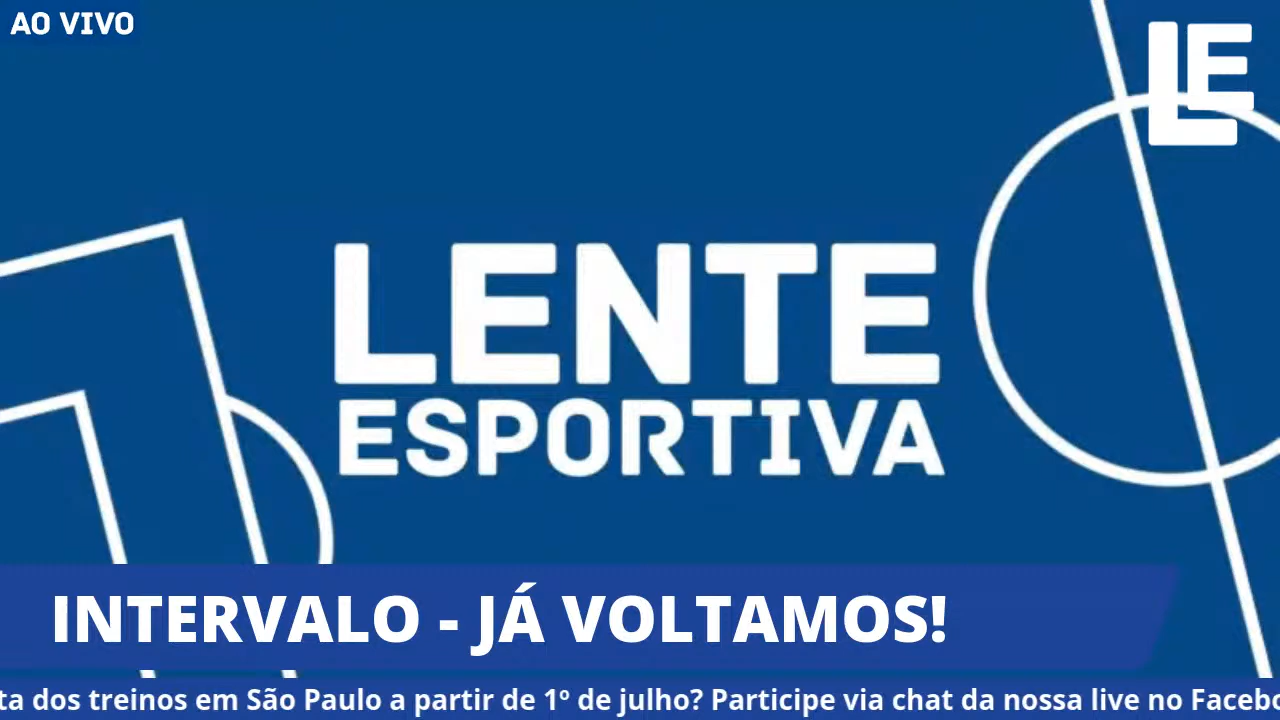 AO VIVO
LE
LENTE
ESPORTIVA
INTERVALO - JÁ VOLTAMOS!
dos treinos em São Paulo a partir de 1º de julho? Participe via chat da nossa live no